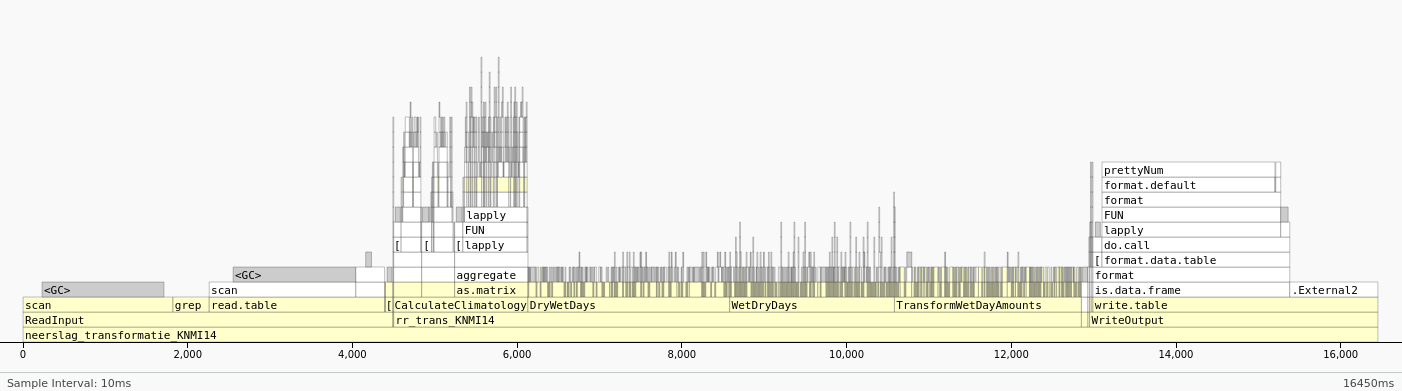 prettyNum
format.default
format
lapply FUN
FUN lapply
[ [ [ lapply do.call
[ format.data.table
<GC> aggregate format
<GC> scan as.matrix is.data.frame .External2
scan grep read.table [ CalculateClimatology DryWetDays WetDryDays TransformWetDayAmounts write.table
ReadInput rr_trans_KNMI14 WriteOutput
neerslag_transformatie_KNMI14
0 2,000 4,000 6,000 8,000 10,000 12,000 14,000 16,000
Sample Interval: 10ms 16450ms